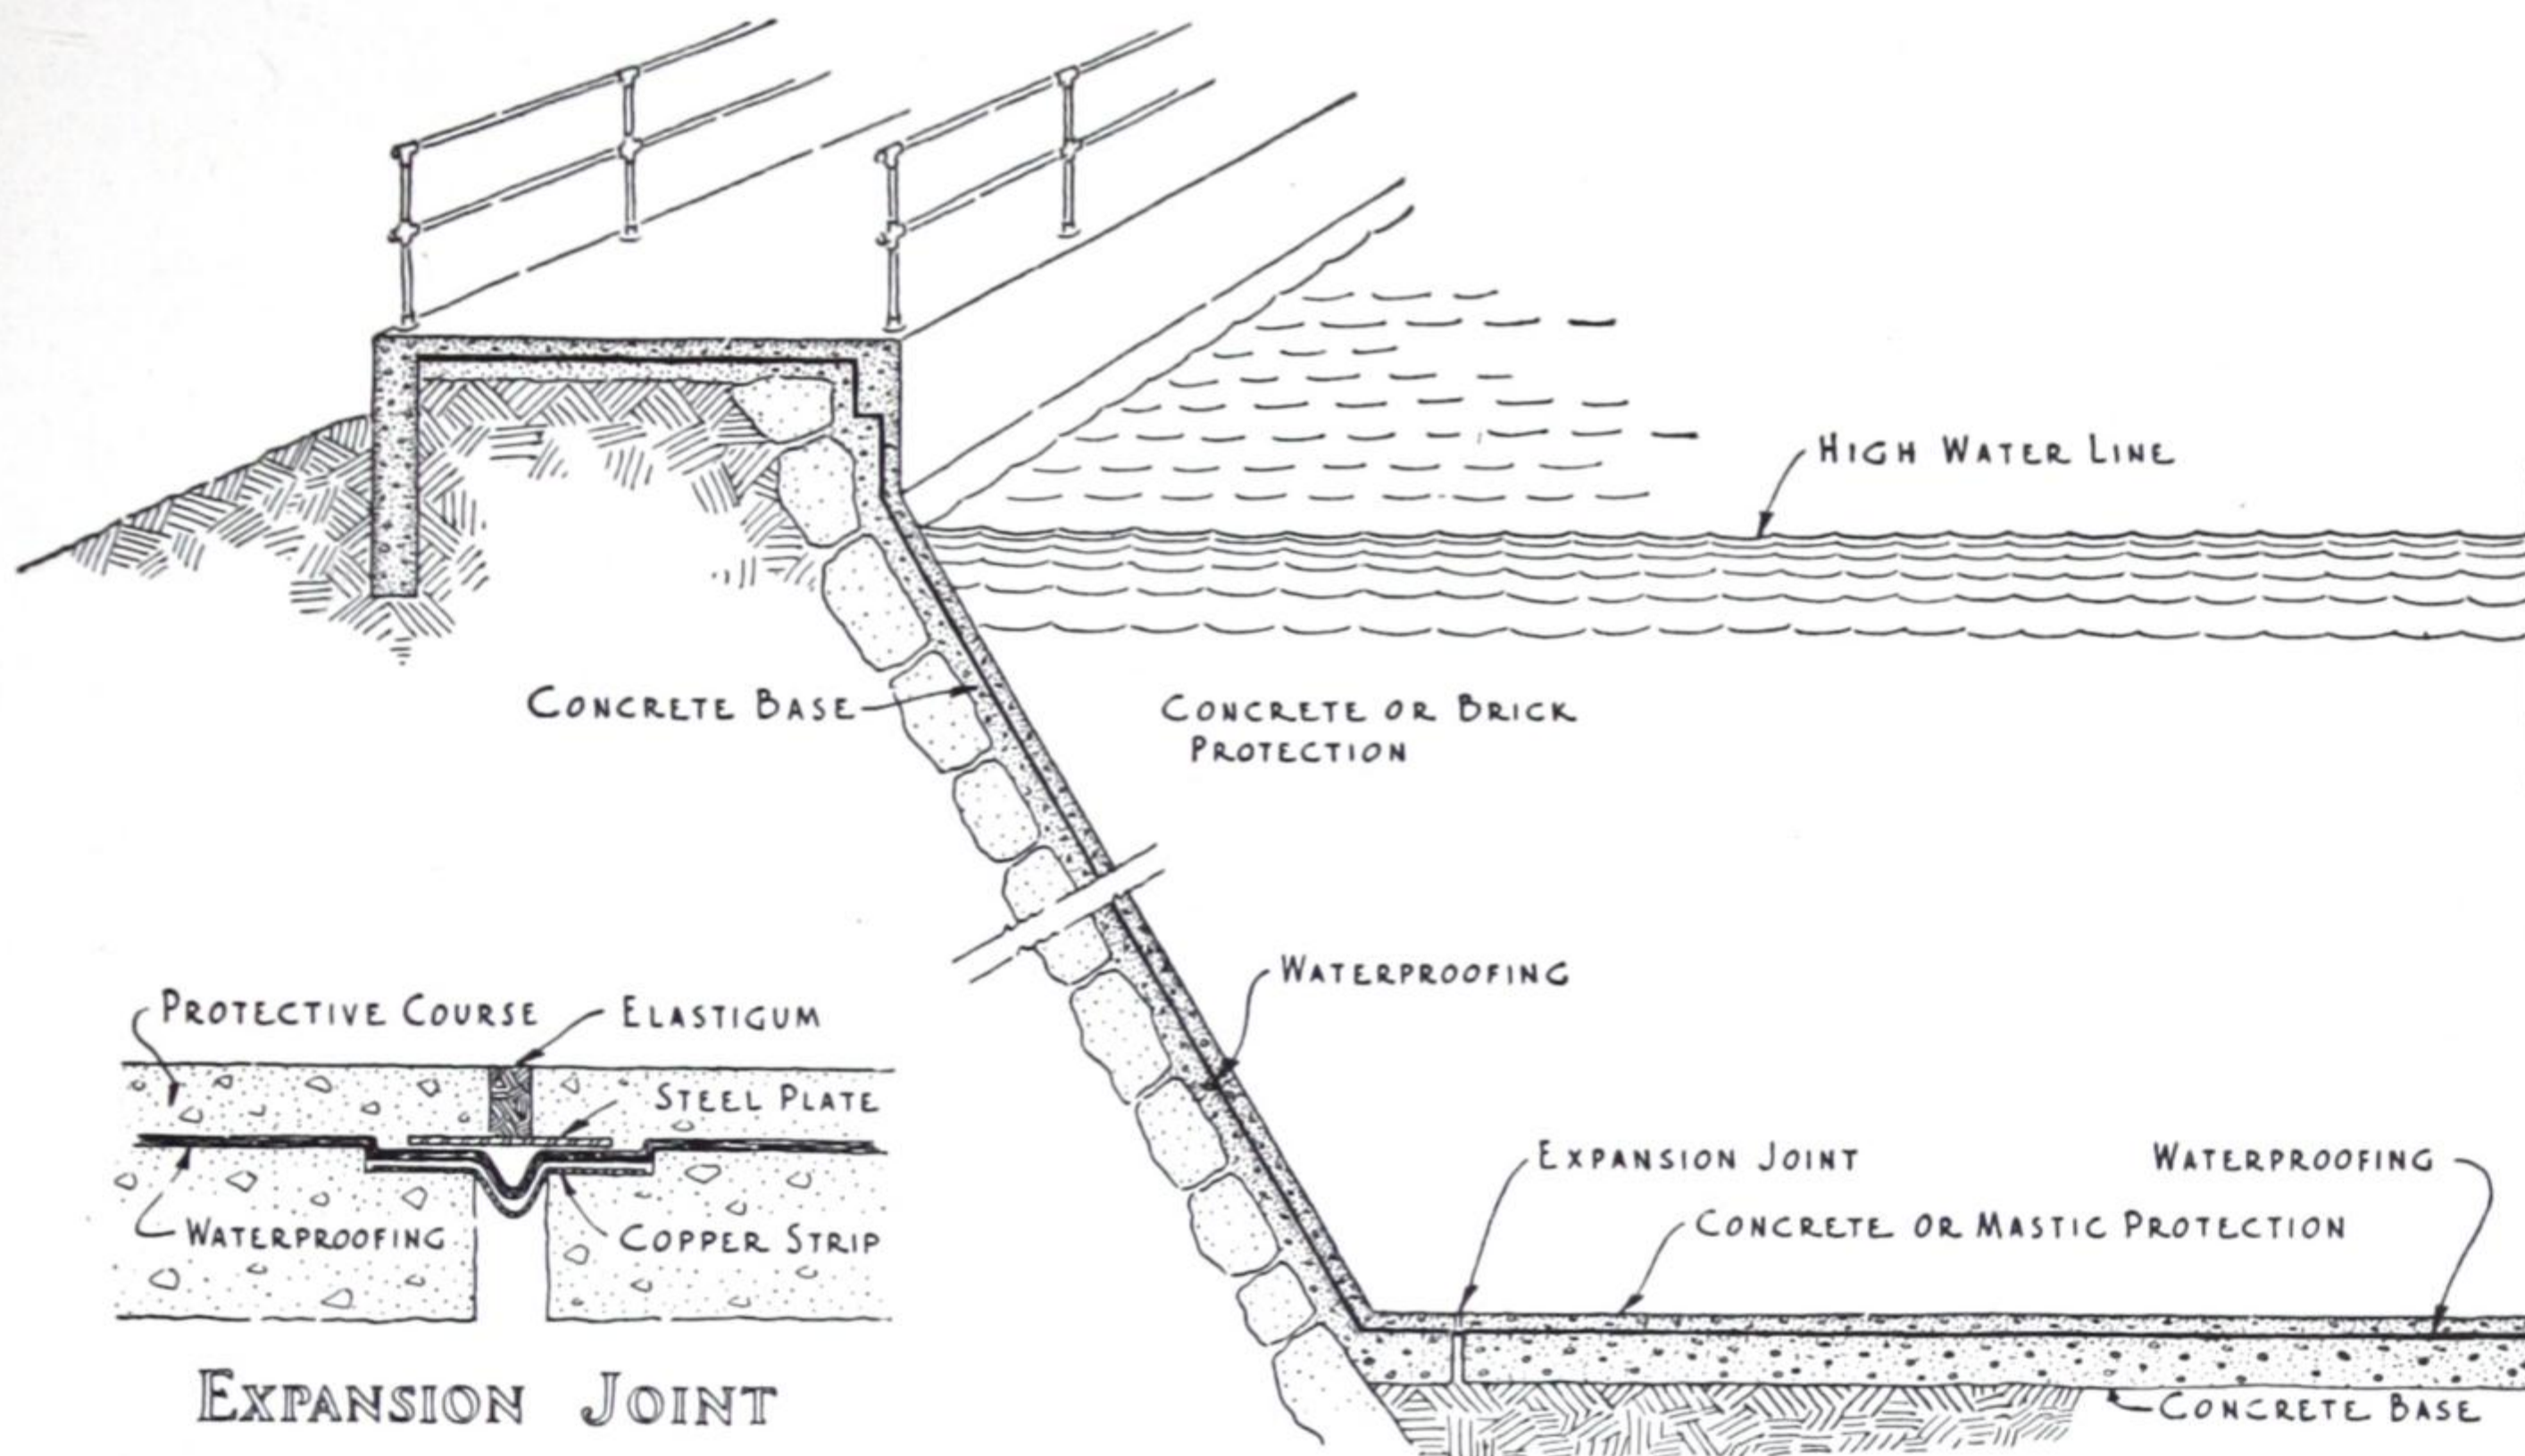 HIGH WATER LINE
CONCRETE BASE
CONCRETE OR BRICK
PROTECTION
WATERPROOFING
PROTECTIVE COURSE
ELASTIGUM
STEEL PLATE
WATERPROOFING
COPPER STRIP
EXPANSION JOINT
EXPANSION JOINT
WATERPROOFING
CONCRETE OR MASTIC PROTECTION
CONCRETE BASE